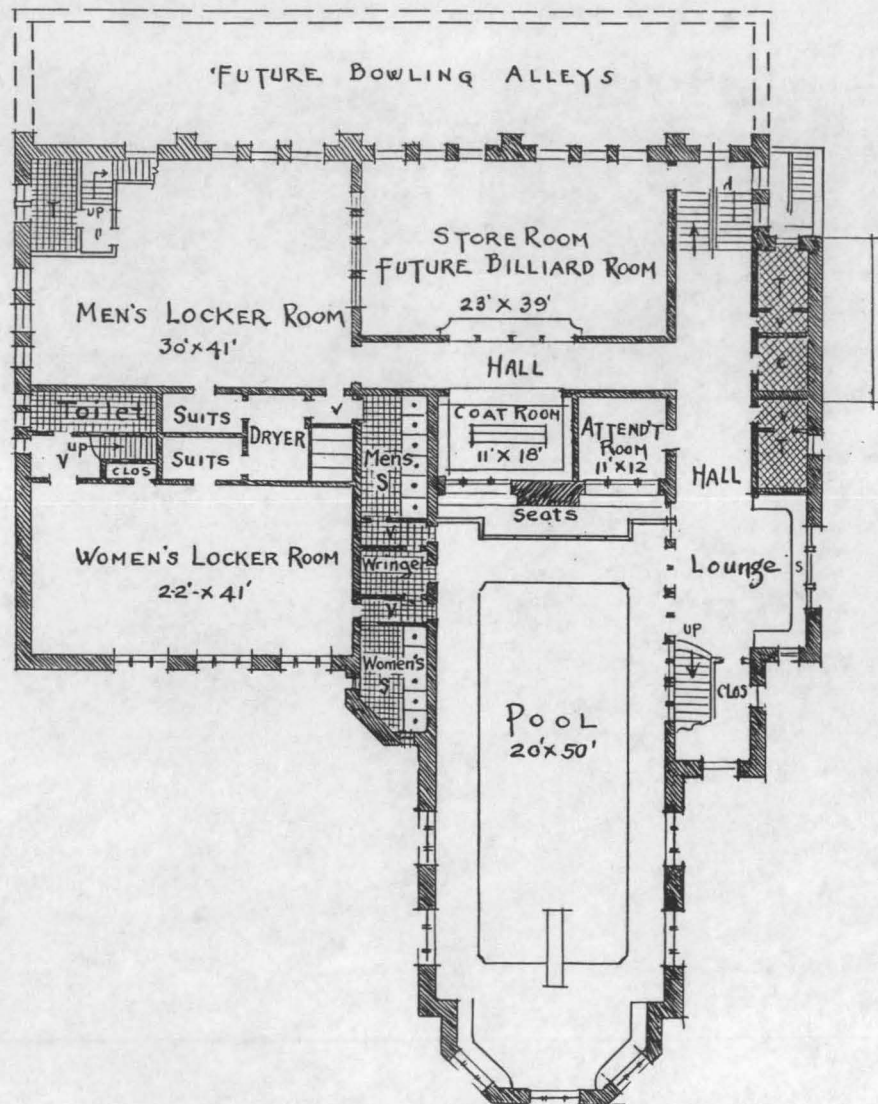 FUTURE BOWLING ALLEYS
T
UP
V
STORE ROOM
FUTURE BILLIARD ROOM
23' X 39'
MEN'S LOCKER ROOM
30' X 41'
HALL
T
V
C
Toilet
SUITS
V
DRYER
COAT ROOM
11' X 18'
ATTEND'T
ROOM
11' X 12
V
T
UP
V
CLOS
SUITS
Men's
S
HALL
Seats
V
WOMEN'S LOCKER ROOM
22'-X 41'
Wringe
Lounge
S
V
UP
Women's
S
CLOS
POOL
20' X 50'